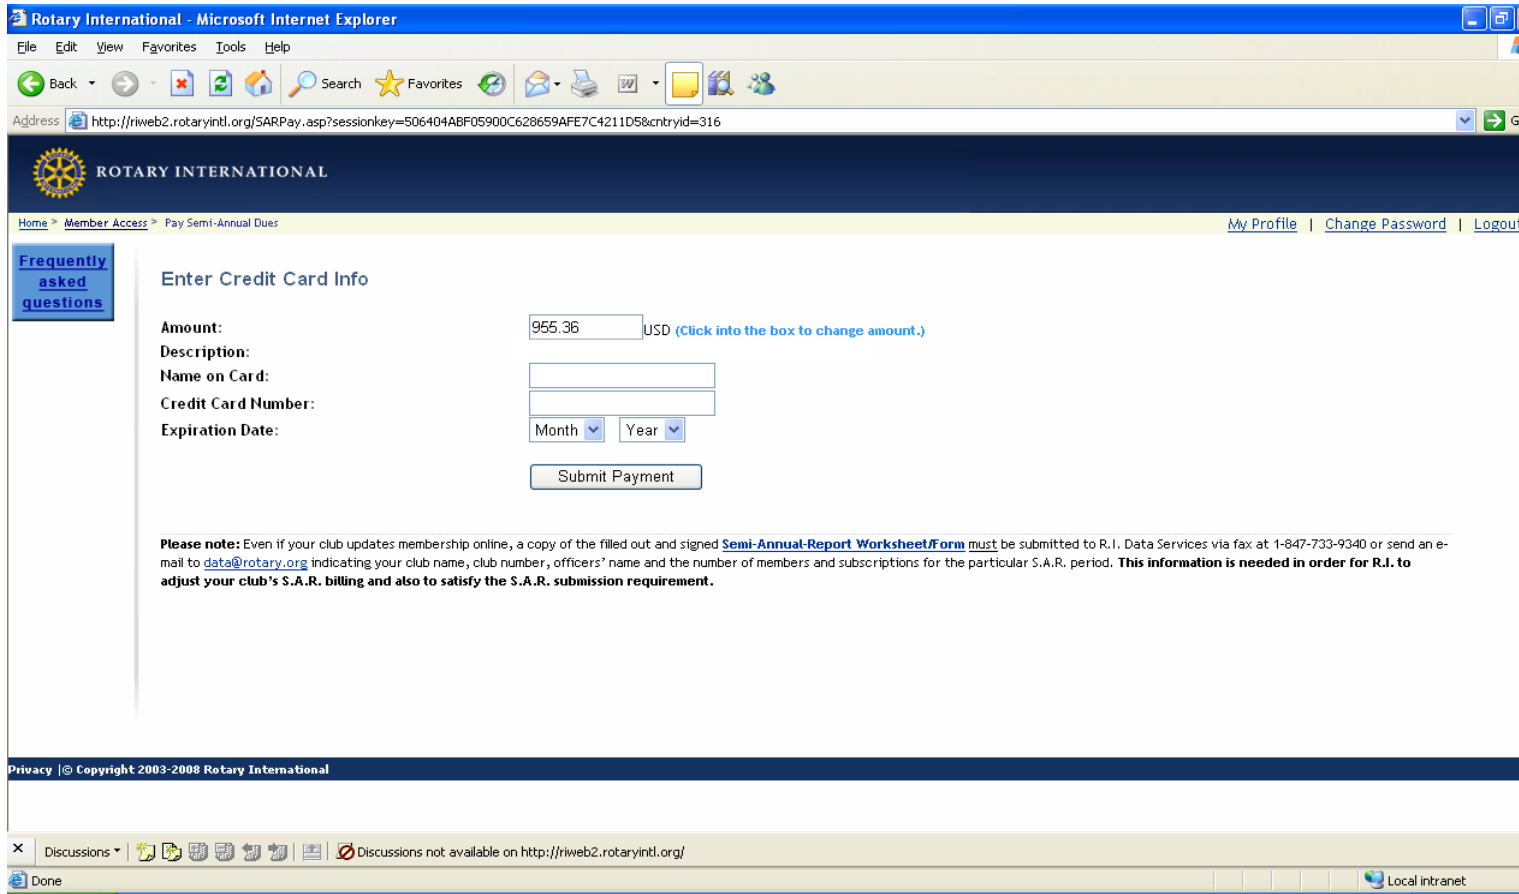 Rotary International - Microsoft Internet Explorer
File Edit View Favorites Tools Help
Back Search Favorites
Address http://riweb2.rotaryintl.org/SARPay.asp?sessionkey=506404ABF05900C628659AFE7C4211D5&cntryid=316 G
ROTARY INTERNATIONAL
Home > Member Access > Pay Semi-Annual Dues My Profile | Change Password | Logout
Frequently
asked
questions
Enter Credit Card Info
Amount: 955.36 USD (Click into the box to change amount.)
Description:
Name on Card:
Credit Card Number:
Expiration Date: Month Year
Submit Payment
Please note: Even if your club updates membership online, a copy of the filled out and signed Semi-Annual-Report Worksheet/Form must be submitted to R.I. Data Services via fax at 1-847-733-9340 or send an e-
mail to data@rotary.org indicating your club name, club number, officers' name and the number of members and subscriptions for the particular S.A.R. period. This information is needed in order for R.I. to
adjust your club's S.A.R. billing and also to satisfy the S.A.R. submission requirement.
Privacy |© Copyright 2003-2008 Rotary International
Discussions Discussions not available on http://riweb2.rotaryintl.org/
Done Local intranet